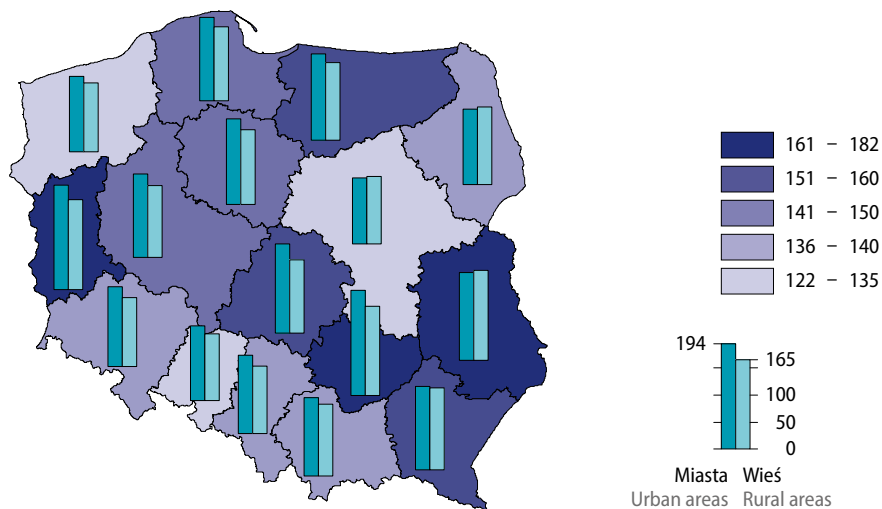 161 – 182
151 – 160
141 – 150
136 – 140
122 – 135
194
165
100
50
0
Miasta Wieś
Urban areas Rural areas